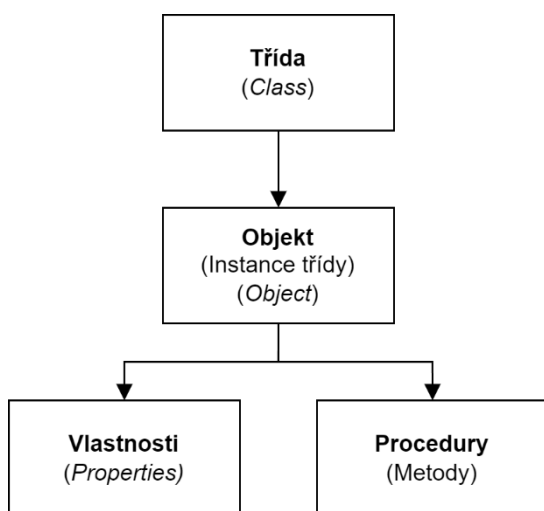 Třída
(Class)
Objekt
(Instance třídy)
(Object)
Vlastnosti
(Properties)
Procedury
(Metody)